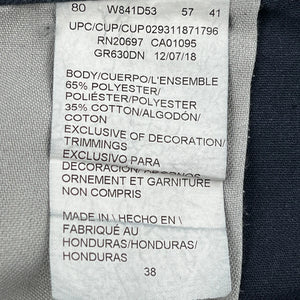 80 W841D53 57 41
UPC/CUP/CUP029311871796
RN20697 CA01095
GR630DN 12/07/18
BODY/CUERPO/L'ENSEMBLE
65% POLYESTER/
POLIÉSTER/POLYESTER
35% COTTON/ALGODÓN/
COTON
EXCLUSIVE OF DECORATION/
TRIMMINGS
EXCLUSIVO PARA
DECORACIÓN/ADORNOS
ORNEMENT ET GARNITURE
NON COMPRIS
MADE IN \ HECHO EN \
FABRIQUÉ AU
HONDURAS/HONDURAS/
HONDURAS
38